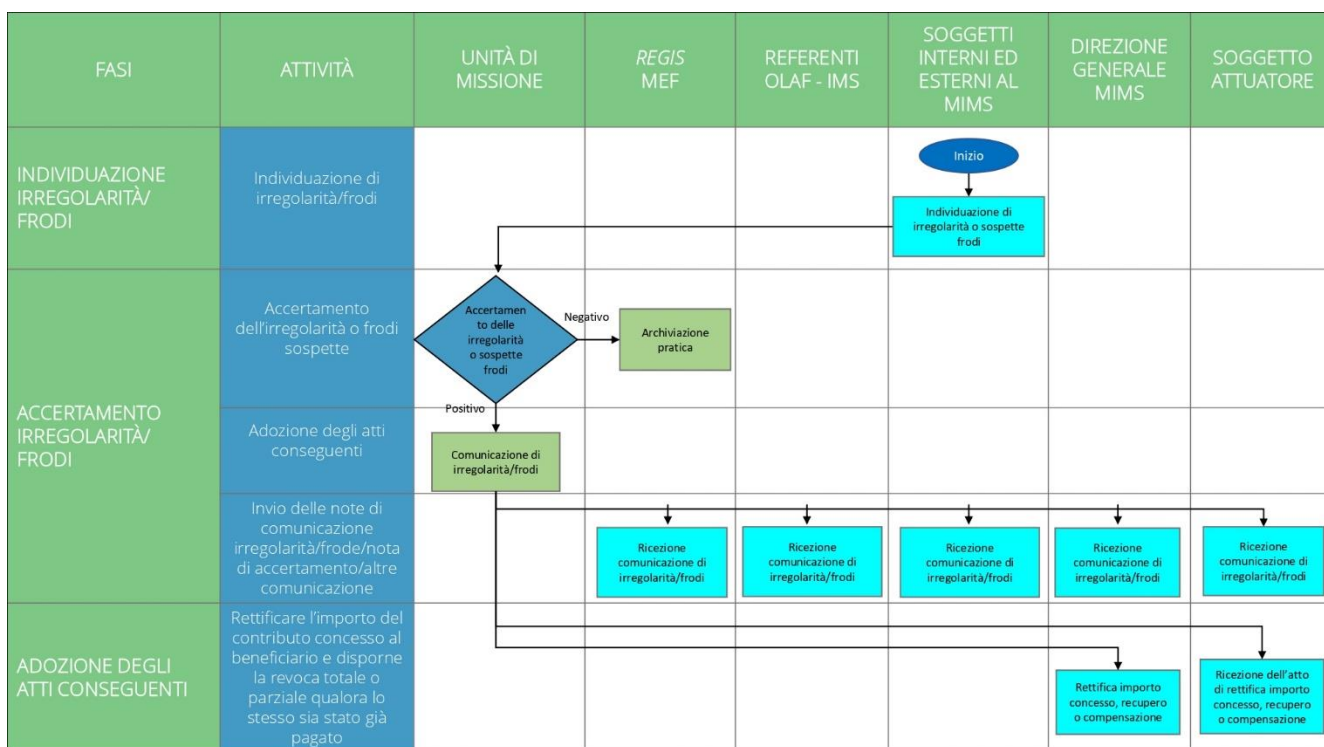 FASI
ATTIVITÀ
UNITÀ DI
MISSIONE
REGIS
MEF
REFERENTI
OLAF - IMS
SOGGETTI
INTERNI ED
ESTERNI AL
MIMS
DIREZIONE
GENERALE
MIMS
SOGGETTO
ATTUATORE
INDIVIDUAZIONE
IRREGOLARITÀ/
FRODI
Individuazione di
irregolarità/frodi
Inizio
Individuazione di
irregolarità o sospette
frodi
ACCERTAMENTO
IRREGOLARITÀ/
FRODI
Accertamento
dell'irregolarità o frodi
sospette
Accertamen
to delle
irregolarità
o sospette
frodi
Negativo
Archiviazione
pratica
Positivo
Adozione degli atti
conseguenti
Comunicazione di
irregolarità/frodi
Invio delle note di
comunicazione
irregolarità/frode/nota
di accertamento/altre
comunicazione
Ricezione
comunicazione di
irregolarità/frodi
Ricezione
comunicazione di
irregolarità/frodi
Ricezione
comunicazione di
irregolarità/frodi
Ricezione
comunicazione di
irregolarità/frodi
Ricezione
comunicazione di
irregolarità/frodi
ADOZIONE DEGLI
ATTI CONSEGUENTI
Rettificare l'importo del
contributo concesso al
beneficiario e disporne
la revoca totale o
parziale qualora lo
stesso sia stato già
pagato
Rettifica importo
concesso, recupero
o compensazione
Ricezione dell'atto
di rettifica importo
concesso, recupero
o compensazione